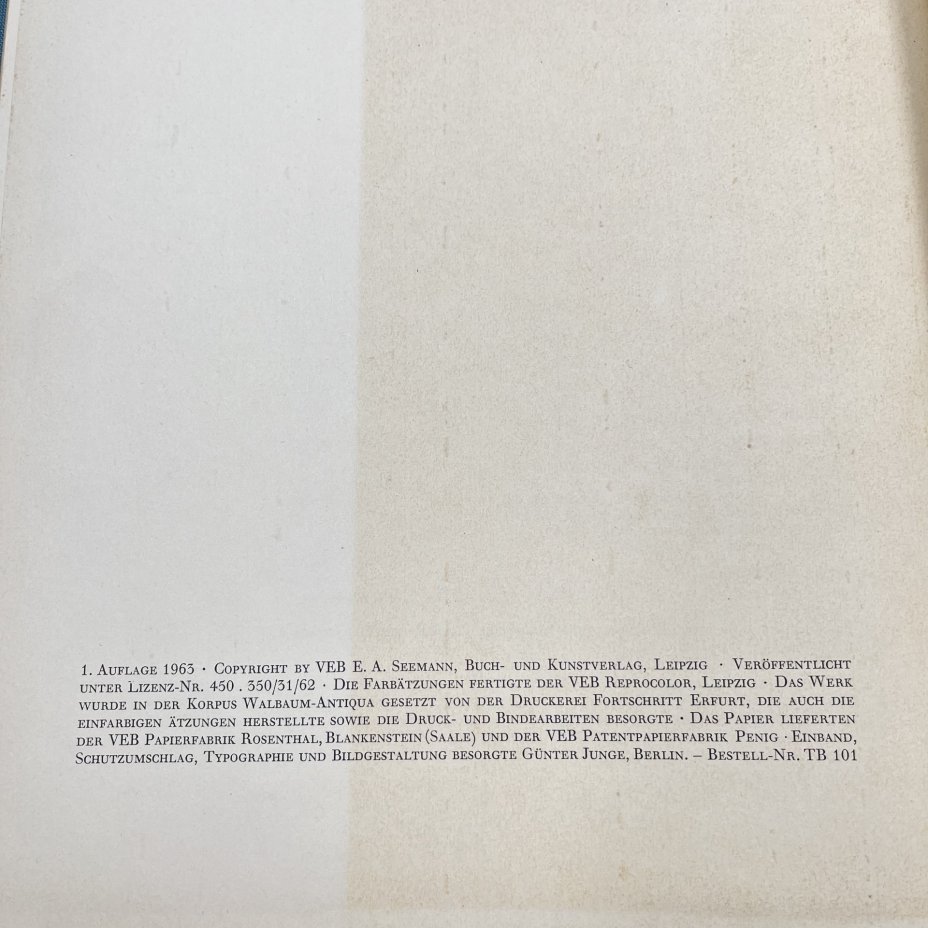 1. Auflage 1963 · Copyright by VEB E. A. Seemann, Buch- und Kunstverlag, Leipzig · Veröffentlicht
unter Lizenz-Nr. 450 . 350/31/62 · Die Farbätzungen fertigte der VEB Reprocolor, Leipzig · Das Werk
wurde in der Korpus Walbaum-Antiqua gesetzt von der Druckerei Fortschritt Erfurt, die auch die
einfarbigen Ätzungen herstellte sowie die Druck- und Bindearbeiten besorgte · Das Papier lieferten
der VEB Papierfabrik Rosenthal, Blankenstein (Saale) und der VEB Patentpapierfabrik Penig · Einband,
Schutzumschlag, Typographie und Bildgestaltung besorgte Günter Junge, Berlin. – Bestell-Nr. TB 101